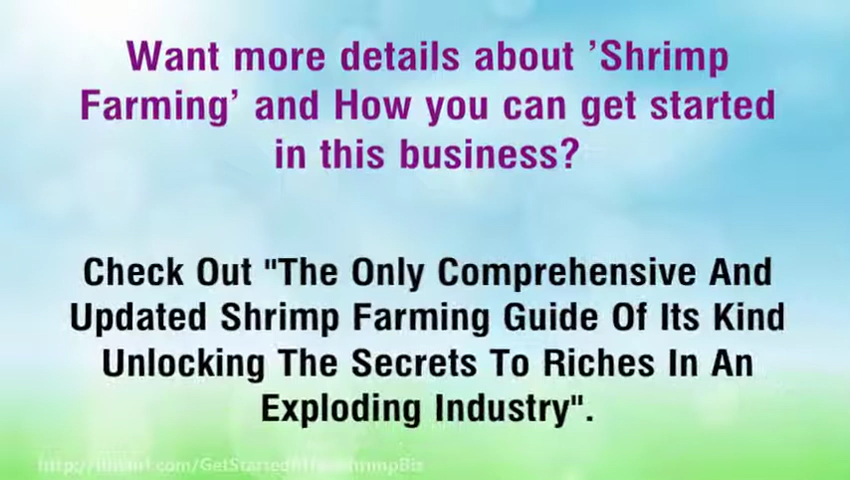 Want more details about ’Shrimp
Farming’ and How you can get started
in this business?
Check Out "The Only Comprehensive And
Updated Shrimp Farming Guide Of Its Kind
Unlocking The Secrets To Riches In An
Exploding Industry".